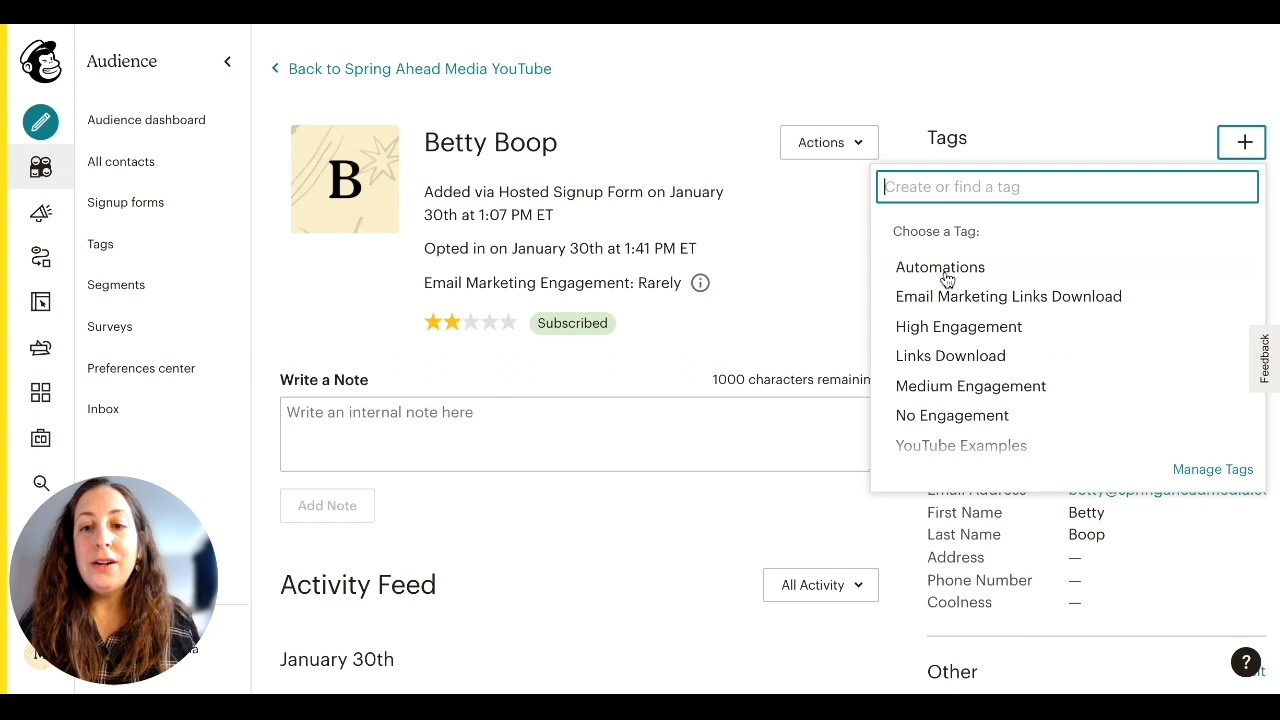 Audience
Audience dashboard
All contacts
Signup forms
Tags
Segments
Surveys
Preferences center
Inbox
Back to Spring Ahead Media YouTube
B
Betty Boop
Actions
Added via Hosted Signup Form on January
30th at 1:07 PM ET
Opted in on January 30th at 1:41 PM ET
Email Marketing Engagement: Rarely
Subscribed
Write a Note
1000 characters remainin
Write an internal note here
Add Note
Activity Feed
All Activity
January 30th
Tags
Create or find a tag
Choose a Tag:
Automations
Email Marketing Links Download
High Engagement
Links Download
Medium Engagement
No Engagement
YouTube Examples
Manage Tags
Feedback
Email Address
First Name Betty
Last Name Boop
Address —
Phone Number —
Coolness —
Other
?